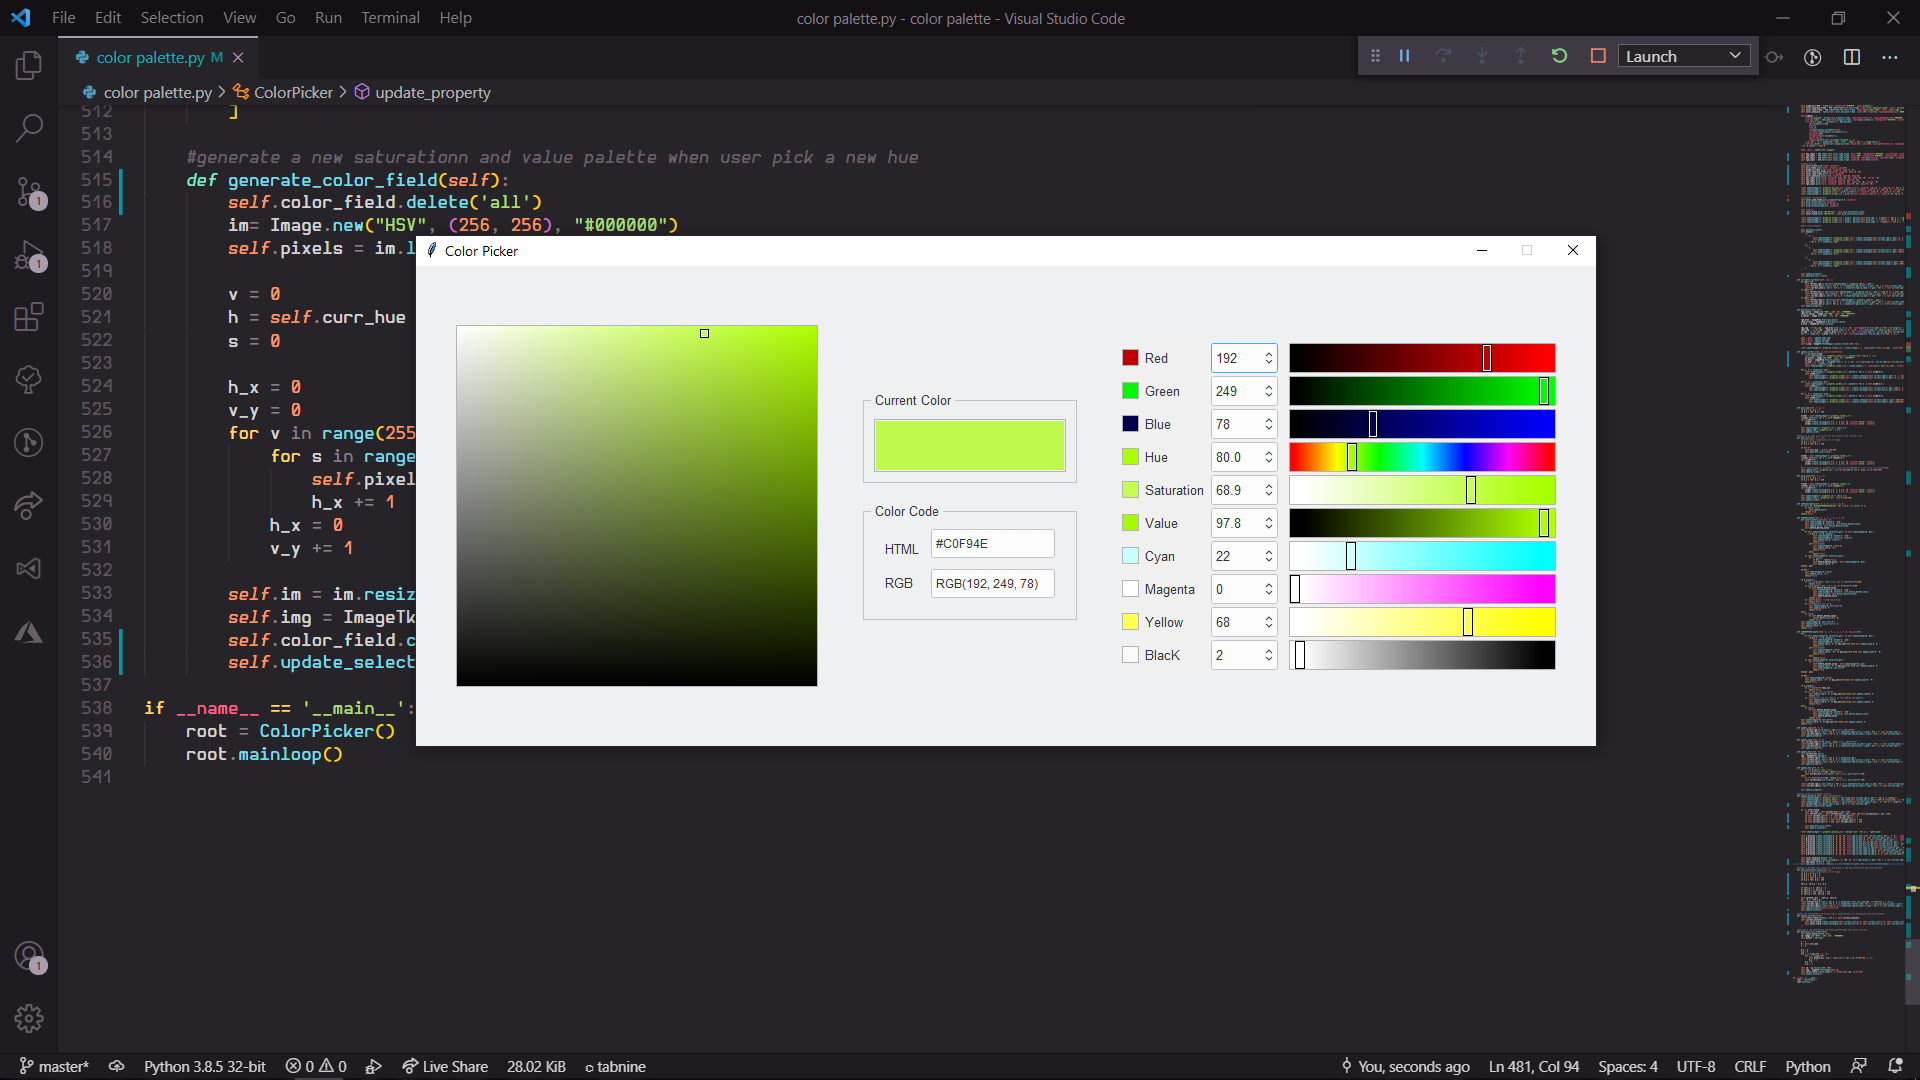 File Edit Selection View Go Run Terminal Help
color palette.py - color palette - Visual Studio Code
color palette.py M
Launch
color palette.py > ColorPicker > update_property
512 ]
513
514 #generate a new saturationn and value palette when user pick a new hue
515 def generate_color_field(self):
516 self.color_field.delete('all')
517 im= Image.new("HSV", (256, 256), "#000000")
518 self.pixels = im.l
519
520 v = 0
521 h = self.curr_hue
522 s = 0
523
524 h_x = 0
525 v_y = 0
526 for v in range(255
527 for s in range
528 self.pixel
529 h_x += 1
530 h_x = 0
531 v_y += 1
532
533 self.im = im.resiz
534 self.img = ImageTk
535 self.color_field.c
536 self.update_select
537
538 if __name__ == '__main__':
539 root = ColorPicker()
540 root.mainloop()
541
Color Picker
Current Color
Color Code
HTML #C0F94E
RGB RGB(192, 249, 78)
Red 192
Green 249
Blue 78
Hue 80.0
Saturation 68.9
Value 97.8
Cyan 22
Magenta 0
Yellow 68
BlacK 2
1
1
1
master* Python 3.8.5 32-bit 0 0 Live Share 28.02 KiB tabnine You, seconds ago Ln 481, Col 94 Spaces: 4 UTF-8 CRLF Python